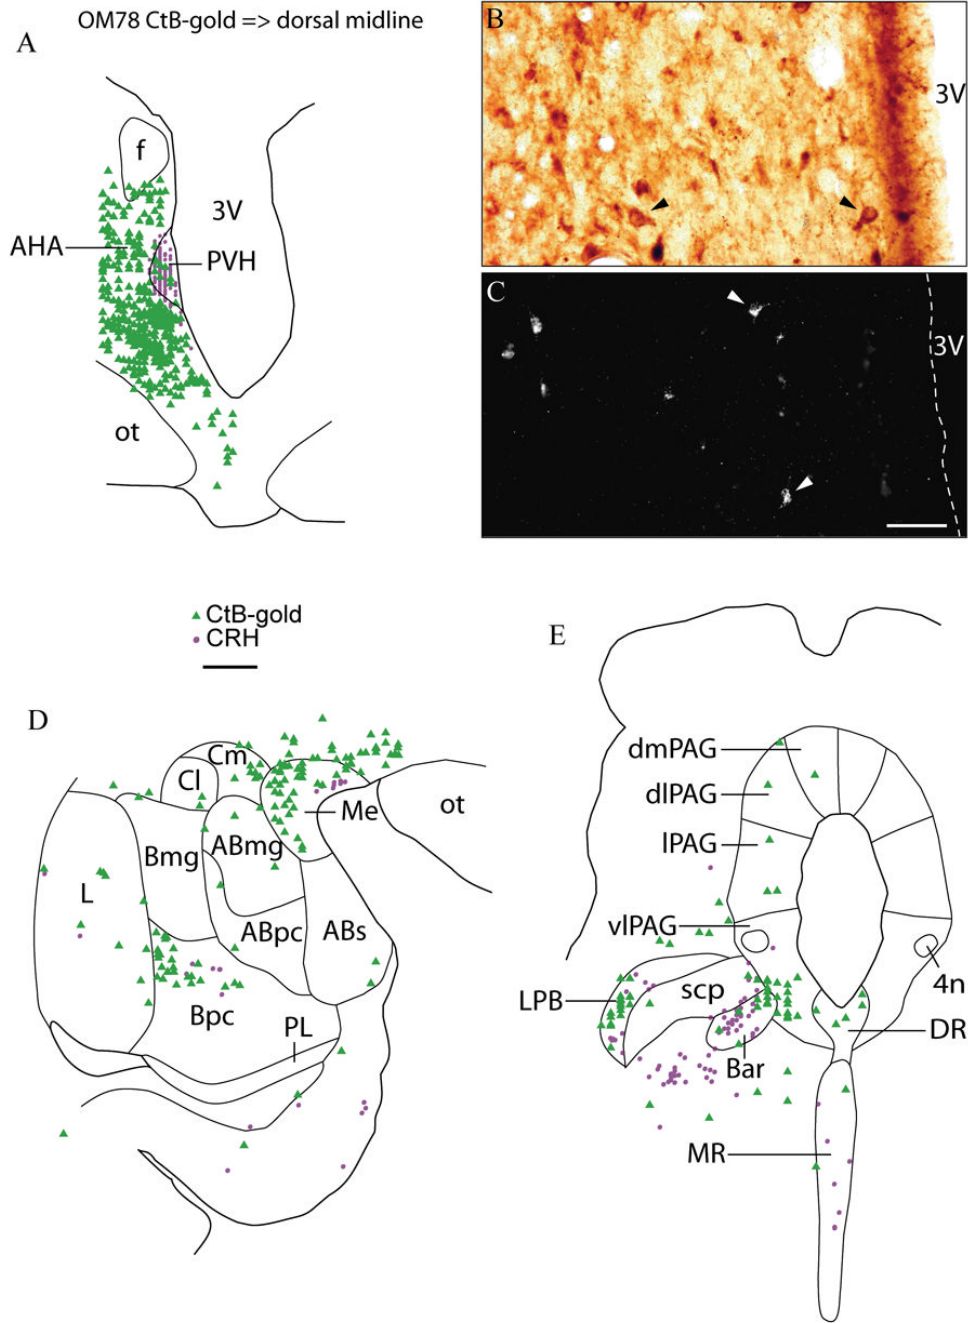 OM78 CtB-gold => dorsal midline
A
f
3V
AHA
PVH
ot
B
3V
C
3V
CtB-gold
CRH
D
Cm
Cl
Me
ot
ABmg
Bmg
L
ABpc
ABs
Bpc
PL
E
dmPAG
dlPAG
lPAG
vlPAG
4n
scp
LPB
DR
Bar
MR